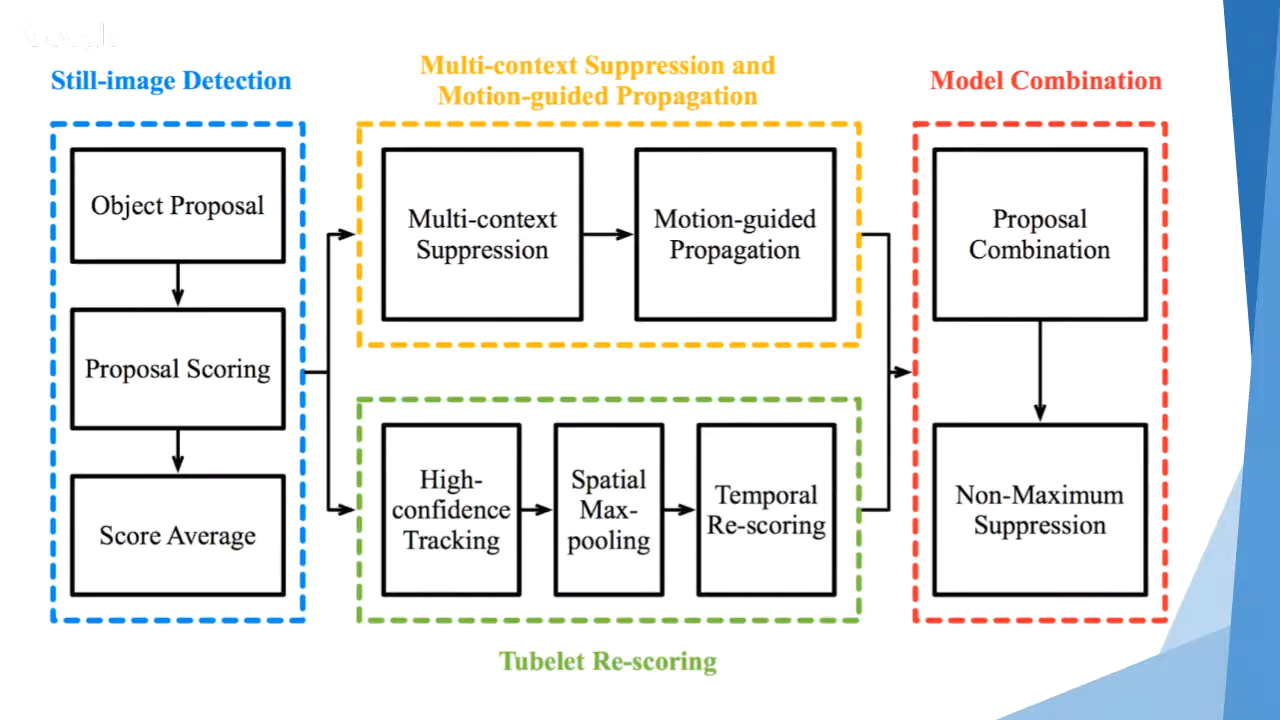 Still-image Detection
Object Proposal
Proposal Scoring
Score Average
Multi-context Suppression and
Motion-guided Propagation
Multi-context
Suppression
Motion-guided
Propagation
High-
confidence
Tracking
Spatial
Max-
pooling
Temporal
Re-scoring
Tubelet Re-scoring
Model Combination
Proposal
Combination
Non-Maximum
Suppression